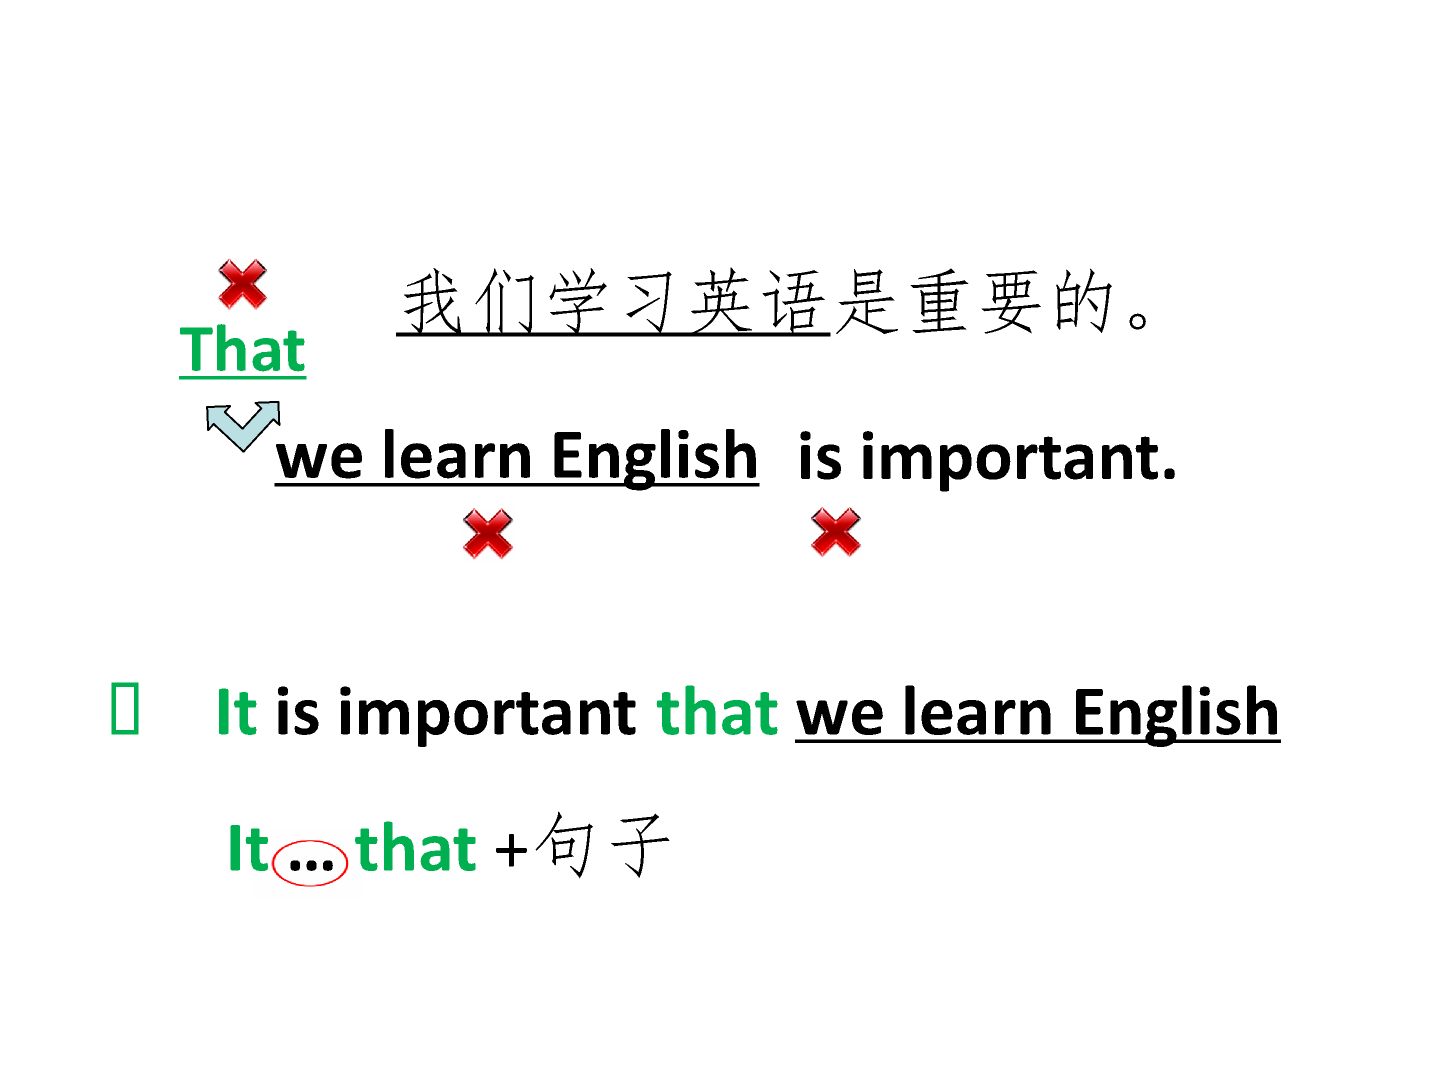 我们学习英语是重要的。
That
we learn English is important.
It is important that we learn English
It … that +句子